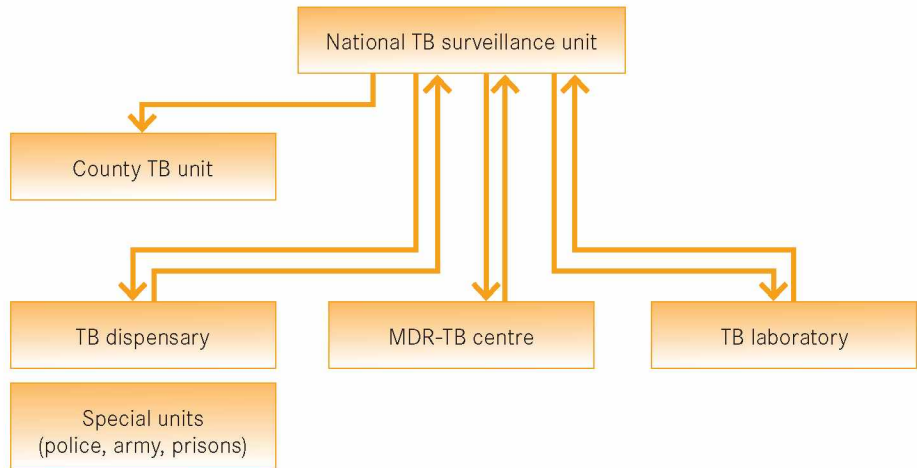 National TB surveillance unit
County TB unit
TB dispensary
MDR-TB centre
TB laboratory
Special units
(police, army, prisons)